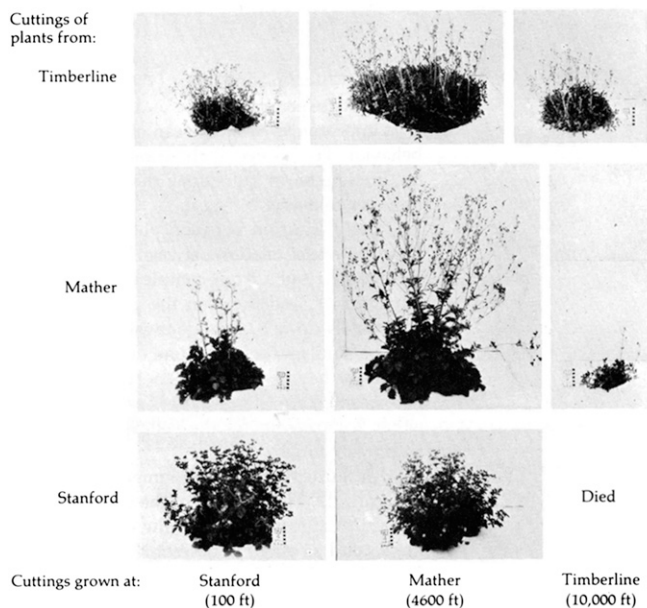 Cuttings of
plants from:
Timberline
Mather
Stanford
Died
Cuttings grown at:
Stanford
(100 ft)
Mather
(4600 ft)
Timberline
(10,000 ft)